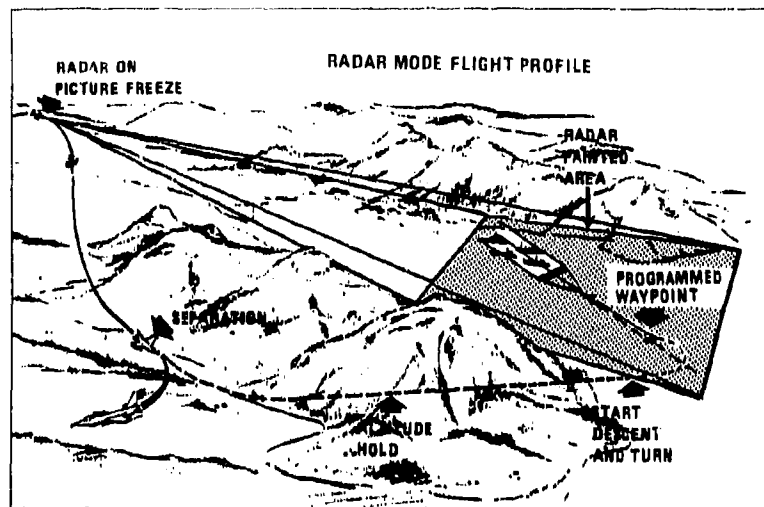 RADAR MODE FLIGHT PROFILE
RADAR ON
PICTURE FREEZE
RADAR
PAINTED
AREA
PROGRAMMED
WAYPOINT
SEPARATION
ALTITUDE
HOLD
START
DESCENT
AND TURN